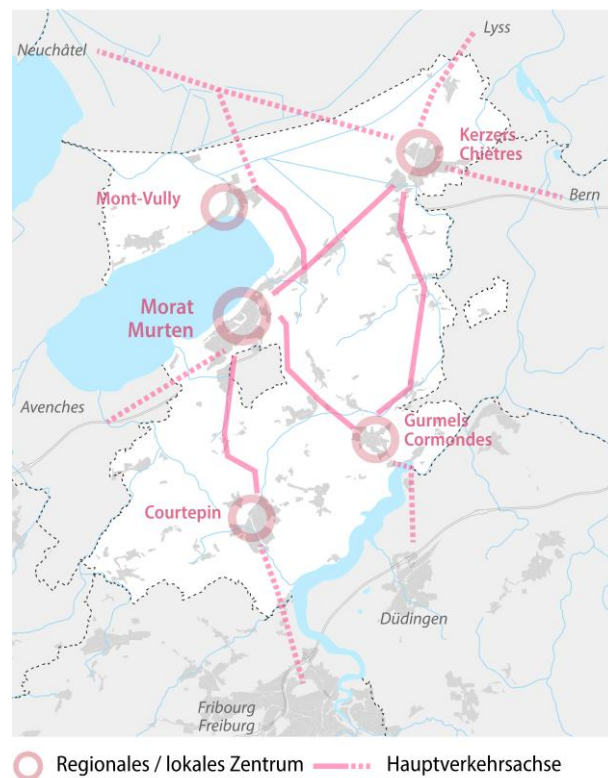 Neuchâtel
Lyss
Kerzers
Chiètres
Mont-Vully
Bern
Morat
Murten
Avenches
Gurmels
Cormondes
Courtepin
Düdingen
Fribourg
Freiburg
Regionales / lokales Zentrum
Hauptverkehrsachse